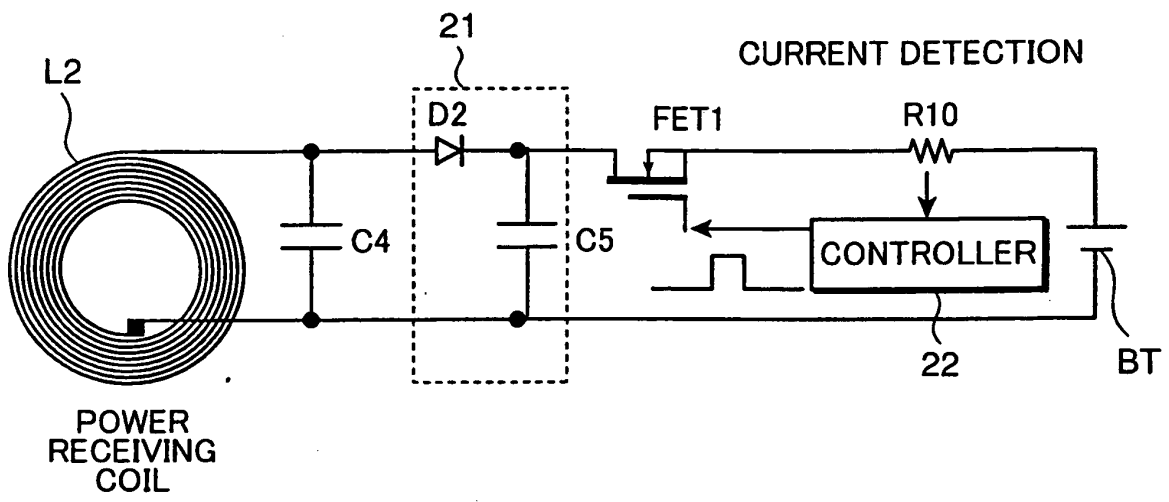 21
CURRENT DETECTION
L2
D2
FET1
R10
C4
C5
CONTROLLER
22
BT
POWER
RECEIVING
COIL